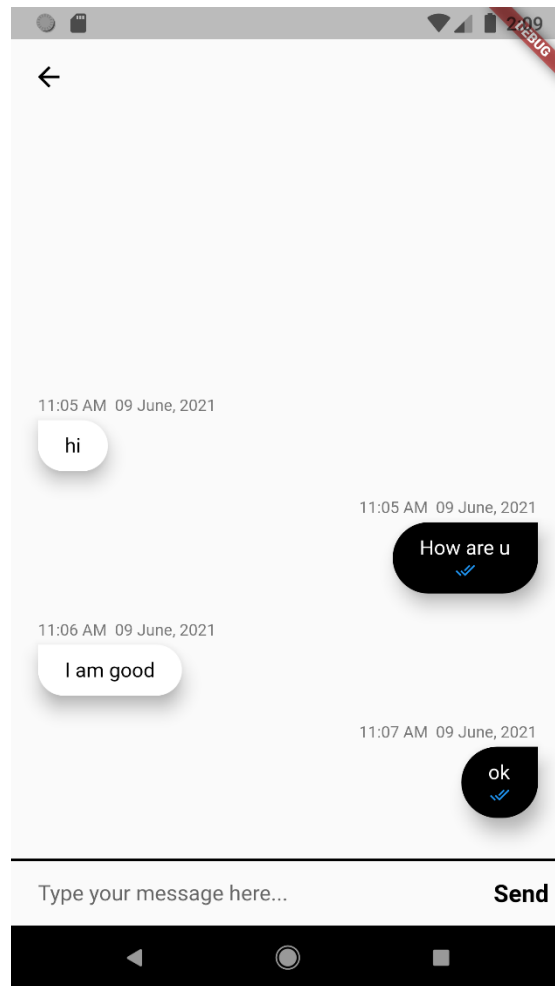 2:09
DEBUG
11:05 AM  09 June, 2021
hi
11:05 AM  09 June, 2021
How are u
11:06 AM  09 June, 2021
I am good
11:07 AM  09 June, 2021
ok
Type your message here...
Send